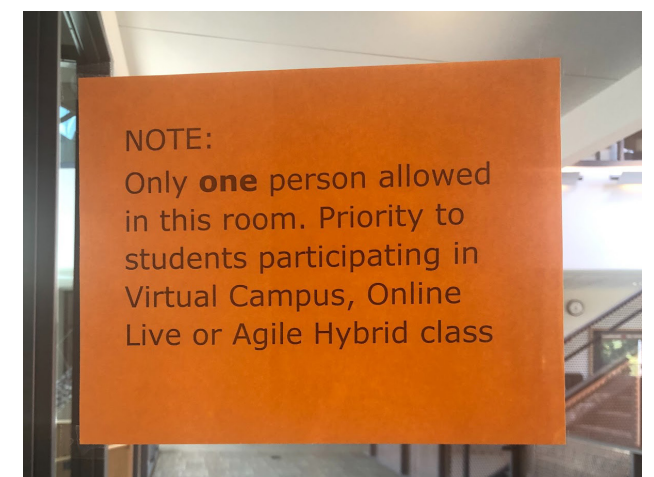 NOTE:
Only one person allowed
in this room. Priority to
students participating in
Virtual Campus, Online
Live or Agile Hybrid class